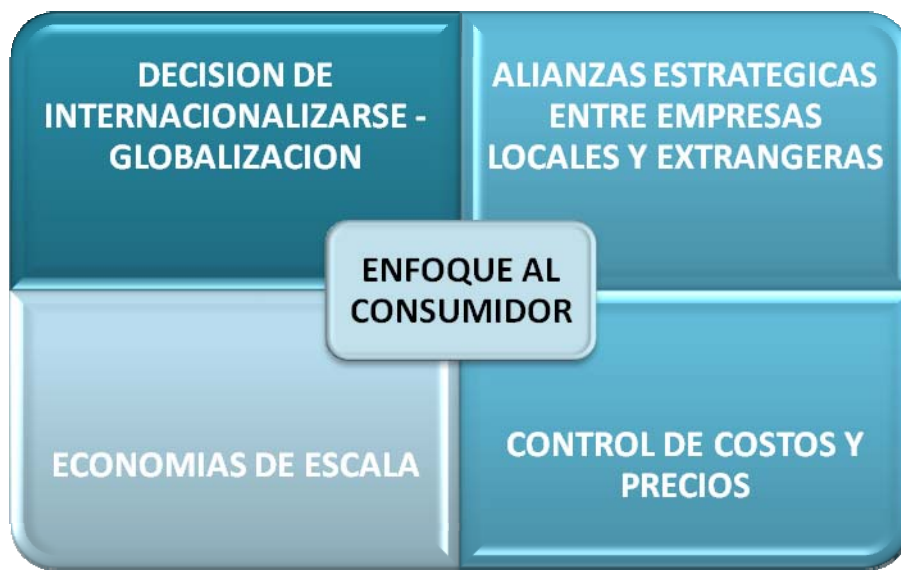 DECISION DE
INTERNACIONALIZARSE -
GLOBALIZACION
ALIANZAS ESTRATEGICAS
ENTRE EMPRESAS
LOCALES Y EXTRANGERAS
ENFOQUE AL
CONSUMIDOR
ECONOMIAS DE ESCALA
CONTROL DE COSTOS Y
PRECIOS